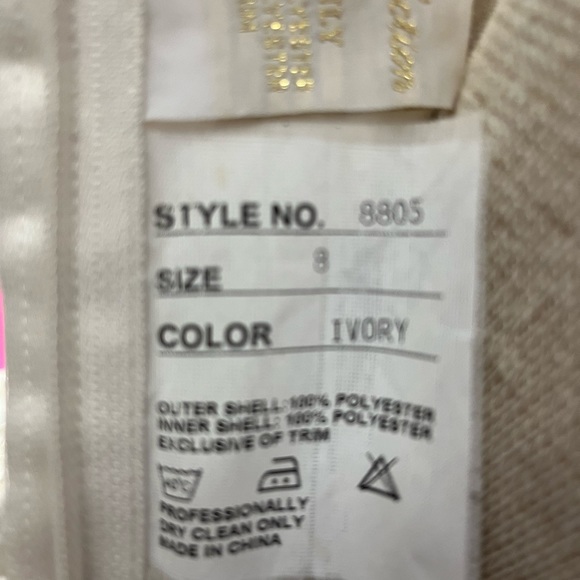 STYLE NO. 8805
SIZE 8
COLOR IVORY
OUTER SHELL: 100% POLYESTER
INNER SHELL: 100% POLYESTER
EXCLUSIVE OF TRIM
40°C
PROFESSIONALLY
DRY CLEAN ONLY
MADE IN CHINA